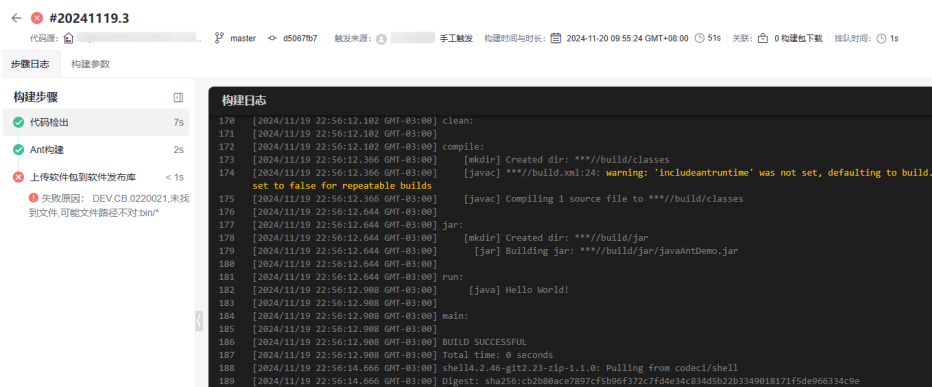 #20241119.3
代码源: master d5067fb7 触发来源: 手工触发 构建时间与时长: 2024-11-20 09:55:24 GMT+08:00 51s 关联: 0 构建包下载 排队时间: 1s
步骤日志 构建参数
构建步骤
代码检出 7s
Ant构建 2s
上传软件包到软件发布库 < 1s
失败原因: DEV.CB.0220021,未找
到文件,可能文件路径不对:bin/*
构建日志
170 [2024/11/19 22:56:12.102 GMT-03:00] clean:
171 [2024/11/19 22:56:12.102 GMT-03:00]
172 [2024/11/19 22:56:12.102 GMT-03:00] compile:
173 [2024/11/19 22:56:12.366 GMT-03:00] [mkdir] Created dir: ***//build/classes
174 [2024/11/19 22:56:12.366 GMT-03:00] [javac] ***//build.xml:24: warning: 'includeantruntime' was not set, defaulting to build.
set to false for repeatable builds
175 [2024/11/19 22:56:12.366 GMT-03:00] [javac] Compiling 1 source file to ***//build/classes
176 [2024/11/19 22:56:12.644 GMT-03:00]
177 [2024/11/19 22:56:12.644 GMT-03:00] jar:
178 [2024/11/19 22:56:12.644 GMT-03:00] [mkdir] Created dir: ***//build/jar
179 [2024/11/19 22:56:12.644 GMT-03:00] [jar] Building jar: ***//build/jar/javaAntDemo.jar
180 [2024/11/19 22:56:12.644 GMT-03:00]
181 [2024/11/19 22:56:12.644 GMT-03:00] run:
182 [2024/11/19 22:56:12.908 GMT-03:00] [java] Hello World!
183 [2024/11/19 22:56:12.908 GMT-03:00]
184 [2024/11/19 22:56:12.908 GMT-03:00] main:
185 [2024/11/19 22:56:12.908 GMT-03:00]
186 [2024/11/19 22:56:12.908 GMT-03:00] BUILD SUCCESSFUL
187 [2024/11/19 22:56:12.908 GMT-03:00] Total time: 0 seconds
188 [2024/11/19 22:56:14.666 GMT-03:00] shell4.2.46-git2.23-zip-1.1.0: Pulling from codeci/shell
189 [2024/11/19 22:56:14.666 GMT-03:00] Digest: sha256:cb2b80ace7897cf5b96f372c7fd4e34c834d5b22b3349018171f5de966334c9e